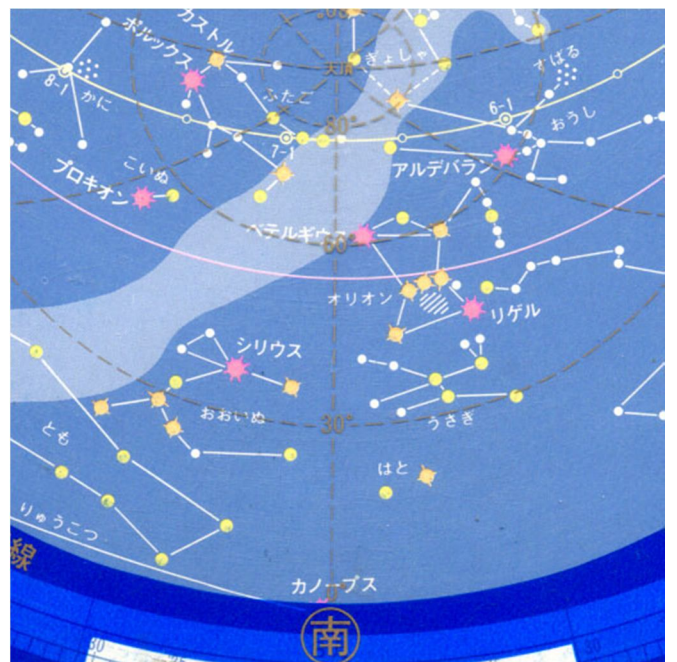 カストル
ポルックス
ぎょしゃ
天頂
すばる
8-1
かに
ふたご
6-1
おうし
80°
7-1
アルデバラン
こいぬ
プロキオン
ベテルギウス
60°
オリオン
リゲル
シリウス
おおいぬ
30°
うさぎ
とも
はと
りゅうこつ
線
カノープス
0°
南
30
30